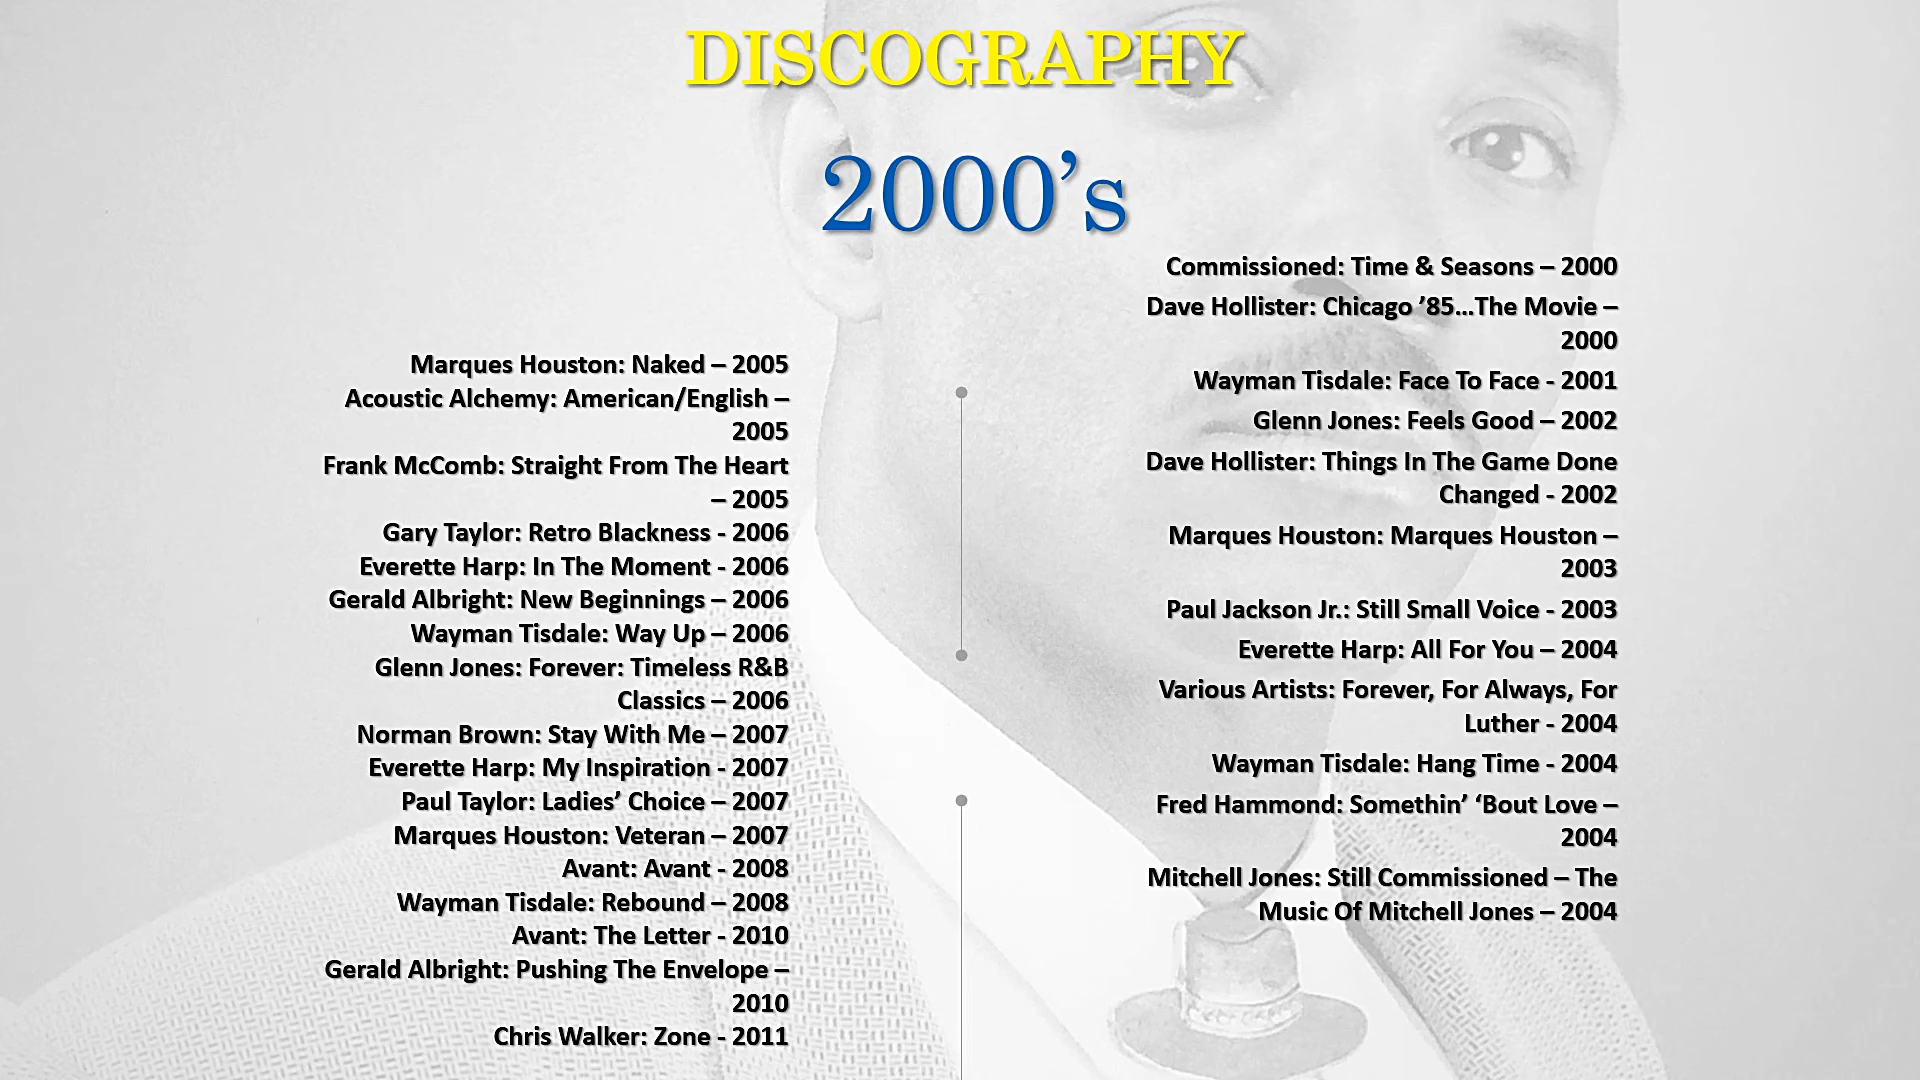 DISCOGRAPHY
2000’s
Marques Houston: Naked – 2005
Acoustic Alchemy: American/English –
2005
Frank McComb: Straight From The Heart
– 2005
Gary Taylor: Retro Blackness - 2006
Everette Harp: In The Moment - 2006
Gerald Albright: New Beginnings – 2006
Wayman Tisdale: Way Up – 2006
Glenn Jones: Forever: Timeless R&B
Classics – 2006
Norman Brown: Stay With Me – 2007
Everette Harp: My Inspiration - 2007
Paul Taylor: Ladies’ Choice – 2007
Marques Houston: Veteran – 2007
Avant: Avant - 2008
Wayman Tisdale: Rebound – 2008
Avant: The Letter - 2010
Gerald Albright: Pushing The Envelope –
2010
Chris Walker: Zone - 2011
Commissioned: Time & Seasons – 2000
Dave Hollister: Chicago ’85…The Movie –
2000
Wayman Tisdale: Face To Face - 2001
Glenn Jones: Feels Good – 2002
Dave Hollister: Things In The Game Done
Changed - 2002
Marques Houston: Marques Houston –
2003
Paul Jackson Jr.: Still Small Voice - 2003
Everette Harp: All For You – 2004
Various Artists: Forever, For Always, For
Luther - 2004
Wayman Tisdale: Hang Time - 2004
Fred Hammond: Somethin’ ‘Bout Love –
2004
Mitchell Jones: Still Commissioned – The
Music Of Mitchell Jones – 2004